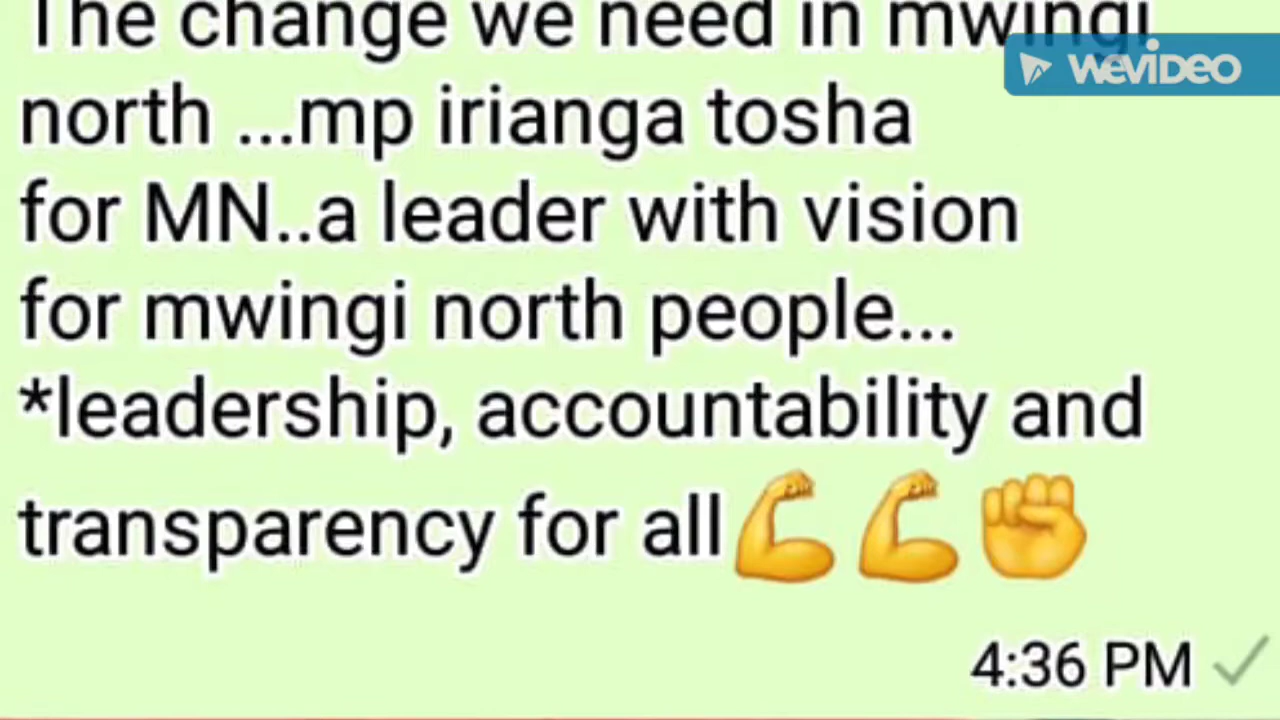 The change we need in mwingi
WEVIDEO
north ...mp irianga tosha
for MN..a leader with vision
for mwingi north people...
*leadership, accountability and
transparency for all💪💪✊
4:36 PM